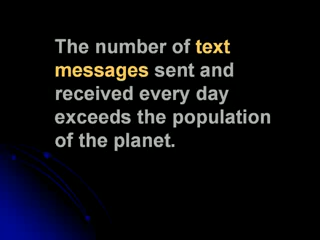 The number of text
messages sent and
received every day
exceeds the population
of the planet.